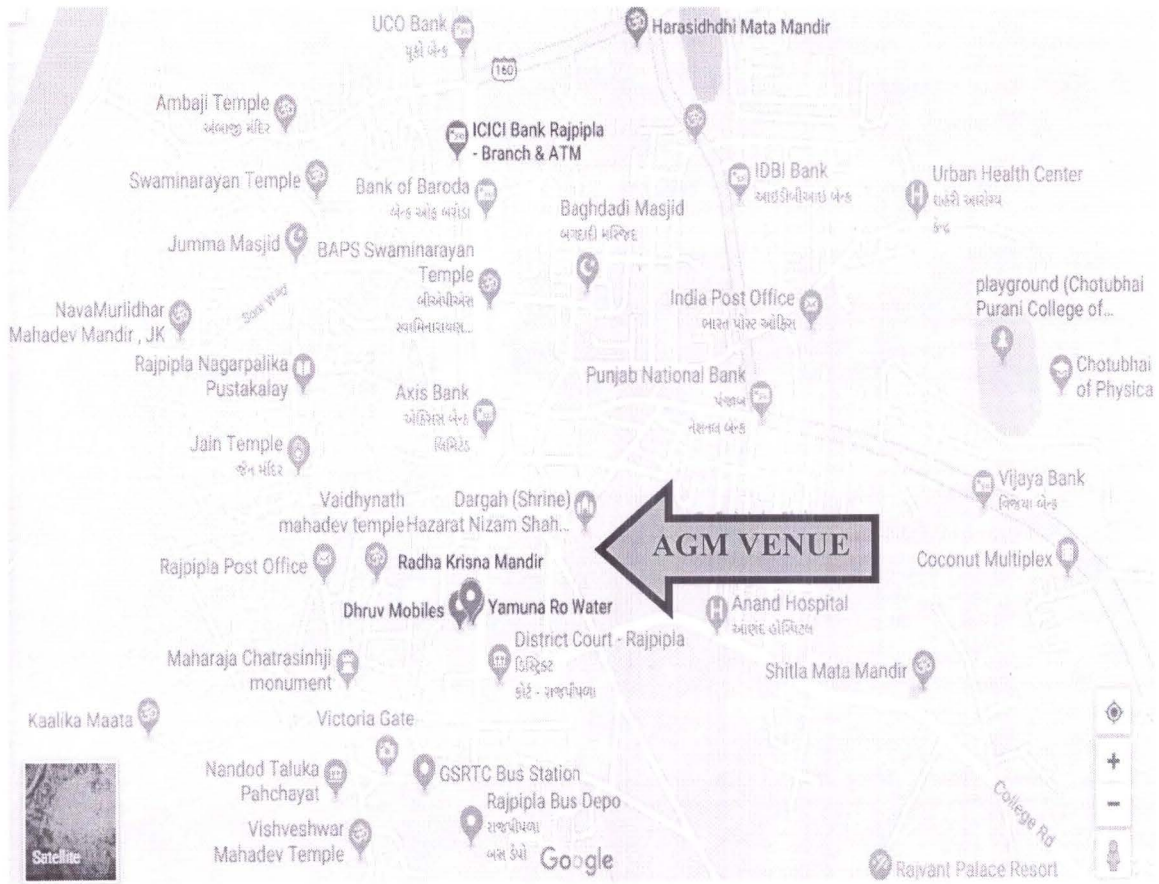 UCO Bank
યુકો બેન્ક
Harasidhdhi Mata Mandir
160
Ambaji Temple
અંબાજી મંદિર
ICICI Bank Rajpipla
- Branch & ATM
Swaminarayan Temple
Bank of Baroda
બેન્ક ઓફ બરોડા
IDBI Bank
આઇડીબીઆઇ બેન્ક
Urban Health Center
શહેરી આરોગ્ય
કેન્દ્ર
Jumma Masjid
Baghdadi Masjid
બગદાદી મસ્જિદ
BAPS Swaminarayan
Temple
બીએપીએસ
સ્વામિનારાયણ...
Soni Wad
NavaMurlidhar
Mahadev Mandir , JK
India Post Office
ભારત પોસ્ટ ઓફિસ
playground (Chotubhai
Purani College of...
Rajpipla Nagarpalika
Pustakalay
Chotubhai
of Physica
Axis Bank
એક્સિસ બેન્ક
લિમિટેડ
Punjab National Bank
પંજાબ
નેશનલ બેન્ક
Jain Temple
જૈન મંદિર
Vijaya Bank
વિજયા બેન્ક
Vaidhynath
mahadev temple
Dargah (Shrine)
Hazarat Nizam Shah...
AGM VENUE
Rajpipla Post Office
Radha Krisna Mandir
Coconut Multiplex
Dhruv Mobiles
Yamuna Ro Water
Anand Hospital
આણંદ હોસ્પિટલ
District Court - Rajpipla
ડિસ્ટ્રિક્ટ
કોર્ટ - રાજપીપળા
Maharaja Chatrasinhji
monument
Shitla Mata Mandir
Kaalika Maata
Victoria Gate
Nandod Taluka
Pahchayat
GSRTC Bus Station
Rajpipla Bus Depo
રાજપીપળા
બસ ડેપો
Vishveshwar
Mahadev Temple
College Rd
Satellite
Google
Rajvant Palace Resort